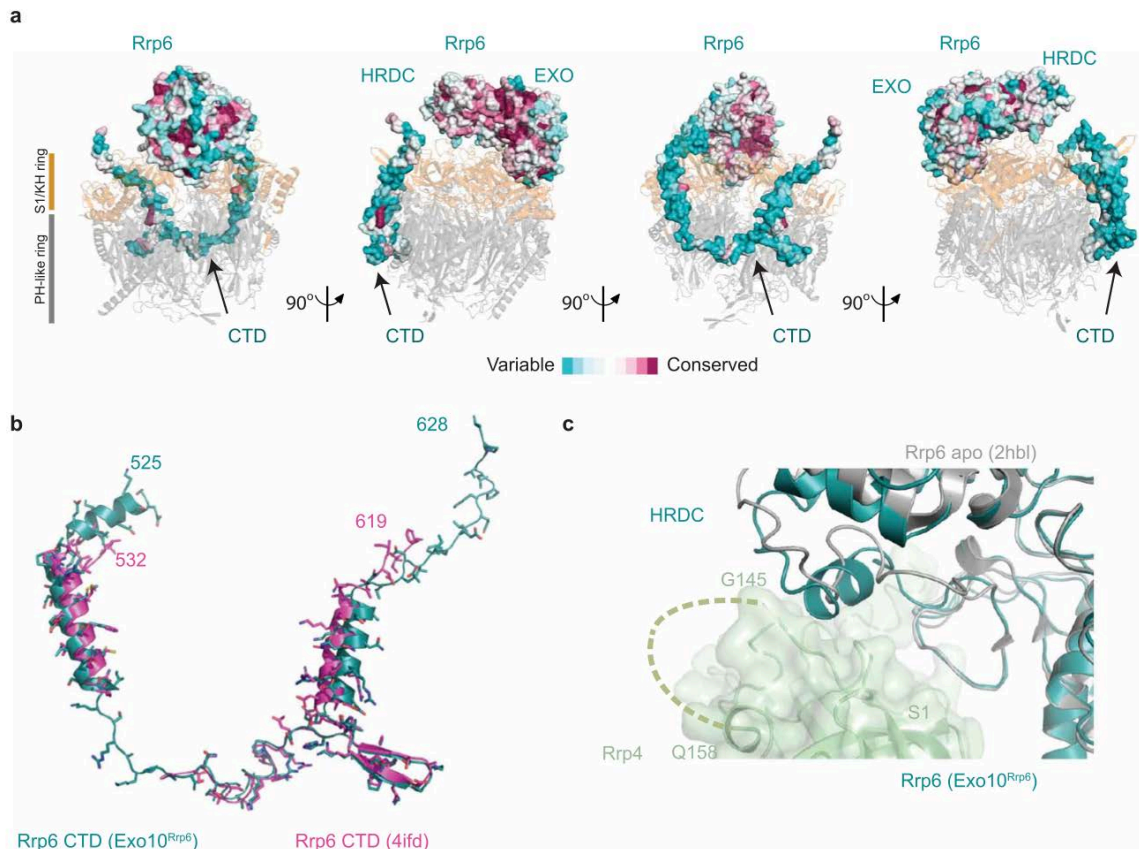 a
Rrp6
Rrp6
Rrp6
Rrp6
HRDC
EXO
EXO
HRDC
S1/KH ring
PH-like ring
90°
90°
90°
CTD
CTD
CTD
CTD
Variable
Conserved
b
525
532
619
628
Rrp6 CTD (Exo10Rrp6)
Rrp6 CTD (4ifd)
c
Rrp6 apo (2hbl)
HRDC
G145
S1
Rrp4
Q158
Rrp6 (Exo10Rrp6)